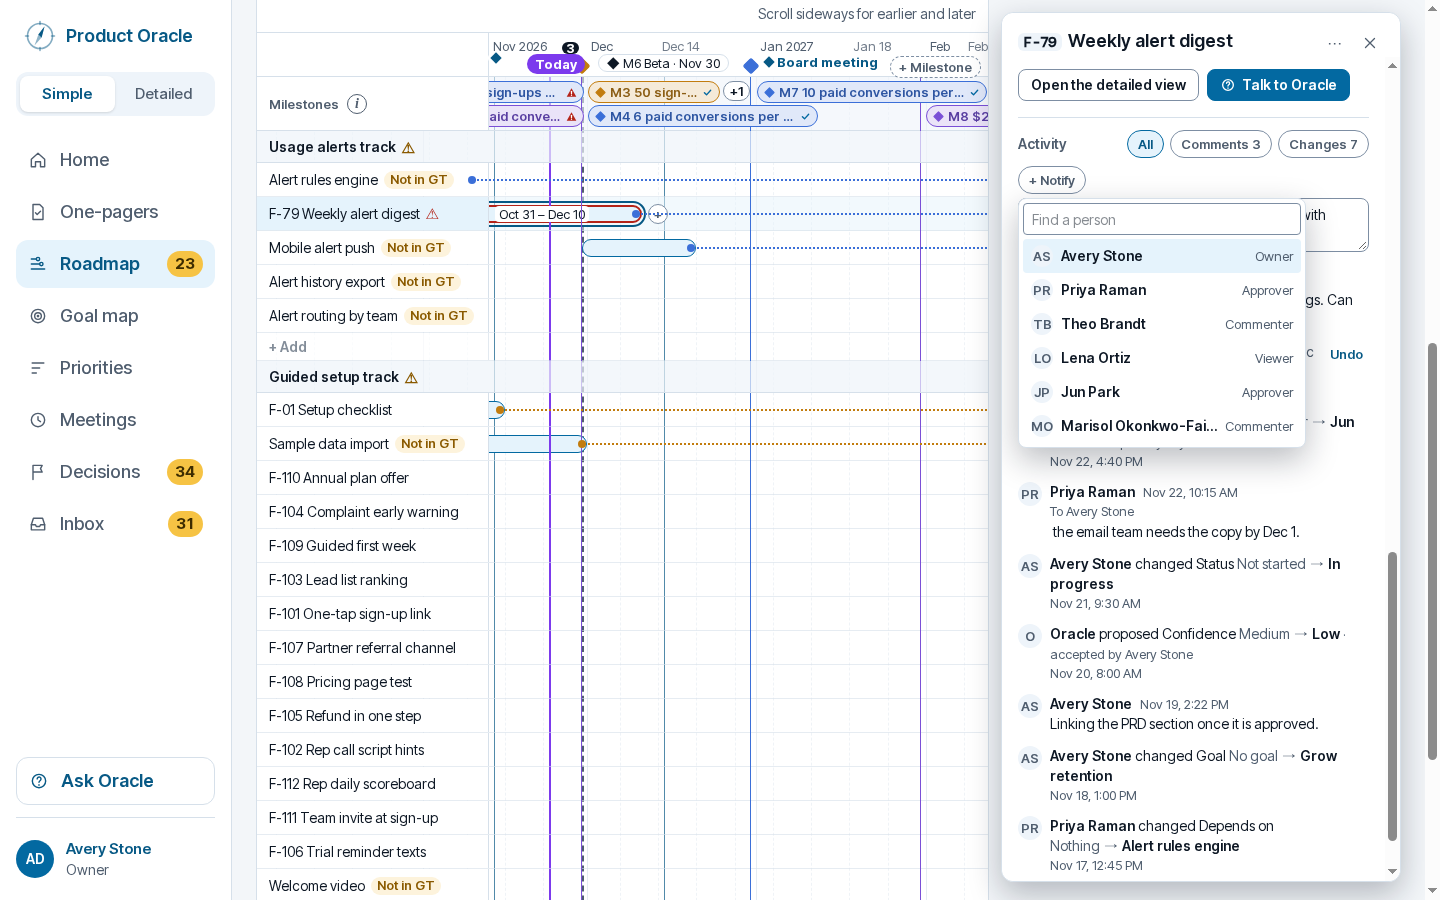 Product Oracle
Simple
Detailed
Home
One-pagers
Roadmap 23
Goal map
Priorities
Meetings
Decisions 34
Inbox 31
Ask Oracle
AD
Avery Stone
Owner
Scroll sideways for earlier and later
Nov 2026
3
Dec
Dec 14
Jan 2027
Jan 18
Feb
Feb
Today
M6 Beta · Nov 30
Board meeting
+ Milestone
Milestones i
sign-ups ...
M3 50 sign-...
+1
M7 10 paid conversions per...
aid conve...
M4 6 paid conversions per ...
M8 $2
Usage alerts track
Alert rules engine Not in GT
F-79 Weekly alert digest
Oct 31 – Dec 10
Mobile alert push Not in GT
Alert history export Not in GT
Alert routing by team Not in GT
+ Add
Guided setup track
F-01 Setup checklist
Sample data import Not in GT
F-110 Annual plan offer
F-104 Complaint early warning
F-109 Guided first week
F-103 Lead list ranking
F-101 One-tap sign-up link
F-107 Partner referral channel
F-108 Pricing page test
F-105 Refund in one step
F-102 Rep call script hints
F-112 Rep daily scoreboard
F-111 Team invite at sign-up
F-106 Trial reminder texts
Welcome video Not in GT
F-79 Weekly alert digest
Open the detailed view
Talk to Oracle
Activity
All
Comments 3
Changes 7
+ Notify
with
Find a person
AS Avery Stone Owner
PR Priya Raman Approver
TB Theo Brandt Commenter
LO Lena Ortiz Viewer
JP Jun Park Approver
MO Marisol Okonkwo-Fai... Commenter
gs. Can
c Undo
→ Jun
Nov 22, 4:40 PM
PR Priya Raman Nov 22, 10:15 AM
To Avery Stone
the email team needs the copy by Dec 1.
AS Avery Stone changed Status Not started → In
progress
Nov 21, 9:30 AM
O Oracle proposed Confidence Medium → Low ·
accepted by Avery Stone
Nov 20, 8:00 AM
AS Avery Stone Nov 19, 2:22 PM
Linking the PRD section once it is approved.
AS Avery Stone changed Goal No goal → Grow
retention
Nov 18, 1:00 PM
PR Priya Raman changed Depends on
Nothing → Alert rules engine
Nov 17, 12:45 PM